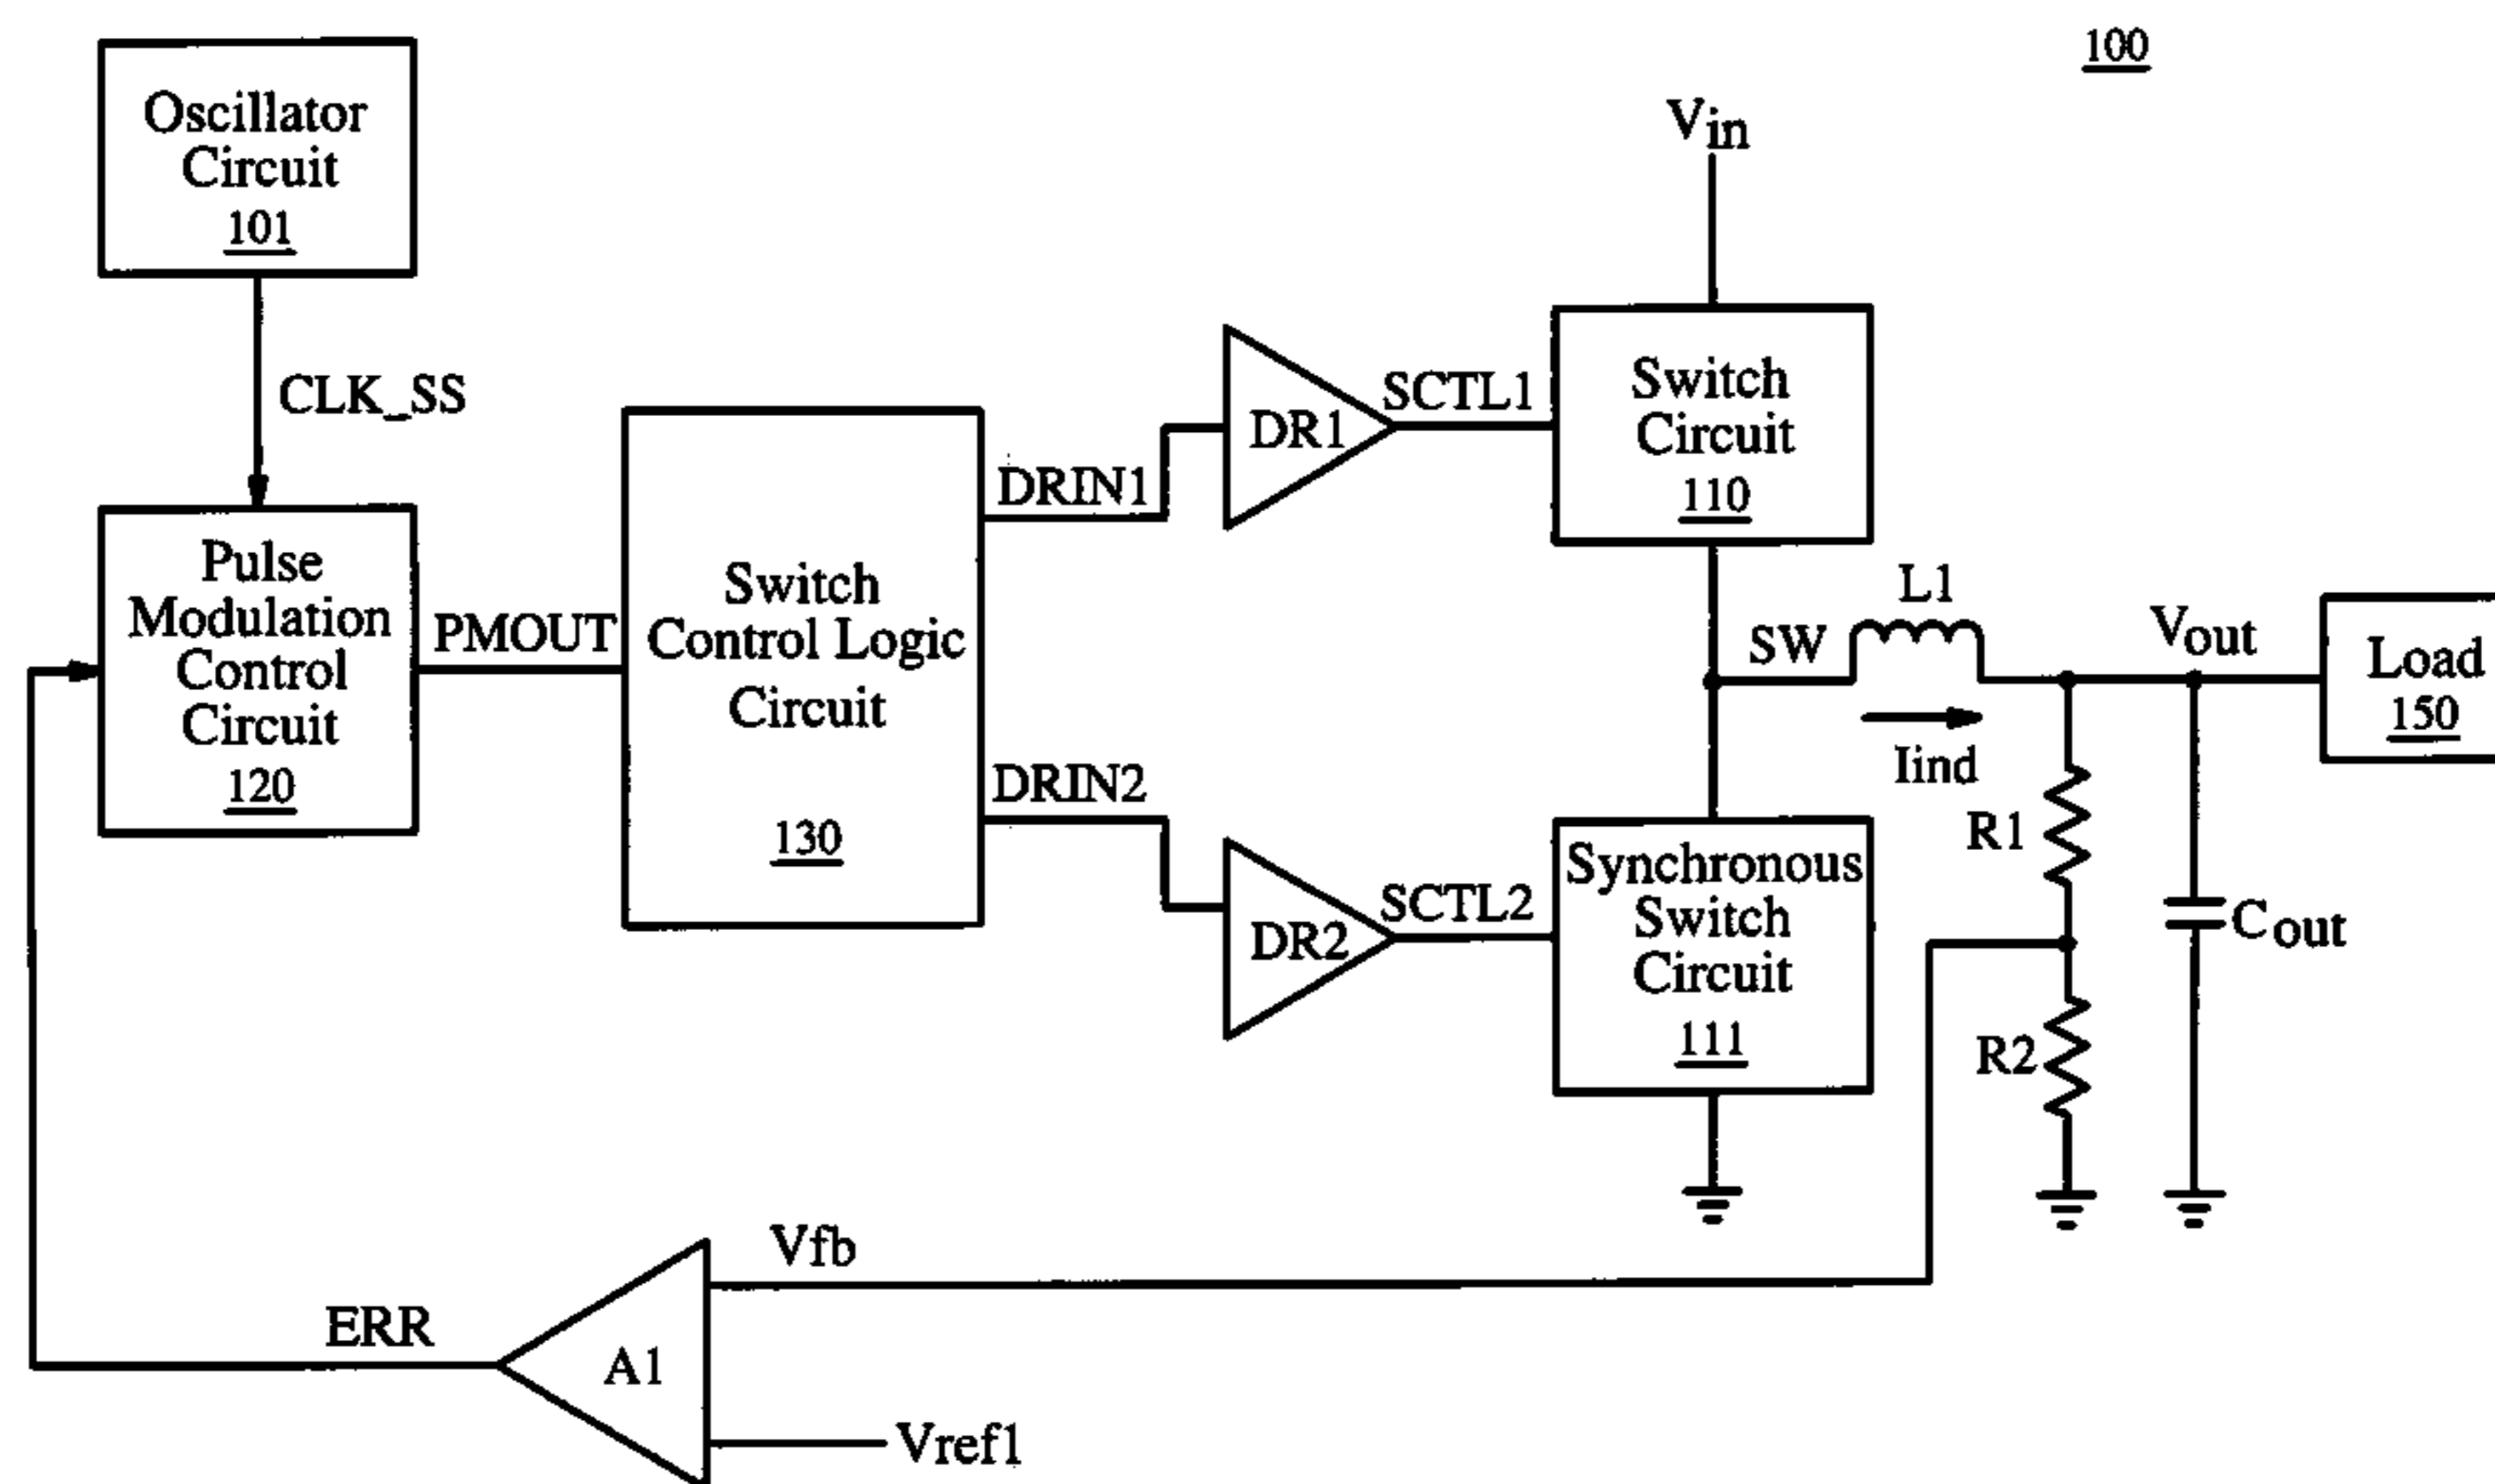 100
Oscillator
Circuit
101
Vin
CLK_SS
SCTL1
DR1
Switch
Circuit
110
DRIN1
Pulse
Modulation
Control
Circuit
120
PMOUT
Switch
Control Logic
Circuit
130
L1
SW
Iind
Vout
Load
150
DRIN2
R1
SCTL2
DR2
Synchronous
Switch
Circuit
111
Cout
R2
Vfb
ERR
A1
Vref1